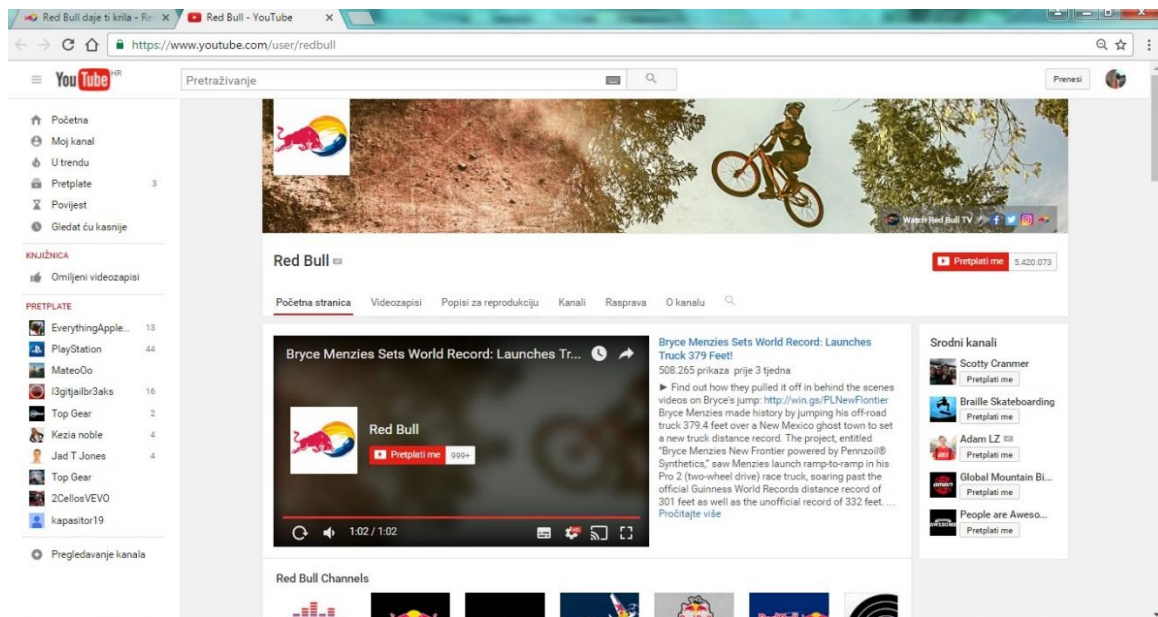 Red Bull daje ti krila - Re
Red Bull - YouTube
https://www.youtube.com/user/redbull
YouTube HR
Pretraživanje
Prenesi
Početna
Moj kanal
U trendu
Pretplate 3
Povijest
Gledat ću kasnije
KNJIŽNICA
Omiljeni videozapisi
PRETPLATE
EverythingApple... 13
PlayStation 44
MateoOo
I3gitjailbr3aks 16
Top Gear 2
Kezia noble 4
Jad T Jones 4
Top Gear
2CellosVEVO
kapasitor19
Pregledavanje kanala
Watch Red Bull TV
Red Bull
Pretplati me 5.420.073
Početna stranica Videozapisi Popisi za reprodukciju Kanali Rasprava O kanalu
Bryce Menzies Sets World Record: Launches Tr...
Red Bull
Pretplati me 999+
1:02 / 1:02
Bryce Menzies Sets World Record: Launches
Truck 379 Feet!
508.265 prikaza prije 3 tjedna
► Find out how they pulled it off in behind the scenes
videos on Bryce's jump: http://win.gs/PLNewFlontier
Bryce Menzies made history by jumping his off-road
truck 379.4 feet over a New Mexico ghost town to set
a new truck distance record. The project, entitled
"Bryce Menzies New Frontier powered by Pennzoil®
Synthetics," saw Menzies launch ramp-to-ramp in his
Pro 2 (two-wheel drive) race truck, soaring past the
official Guinness World Records distance record of
301 feet as well as the unofficial record of 332 feet. ...
Pročitajte više
Srodni kanali
Scotty Cranmer
Pretplati me
Braille Skateboarding
Pretplati me
Adam LZ
Pretplati me
Global Mountain Bi...
Pretplati me
People are Aweso...
Pretplati me
Red Bull Channels